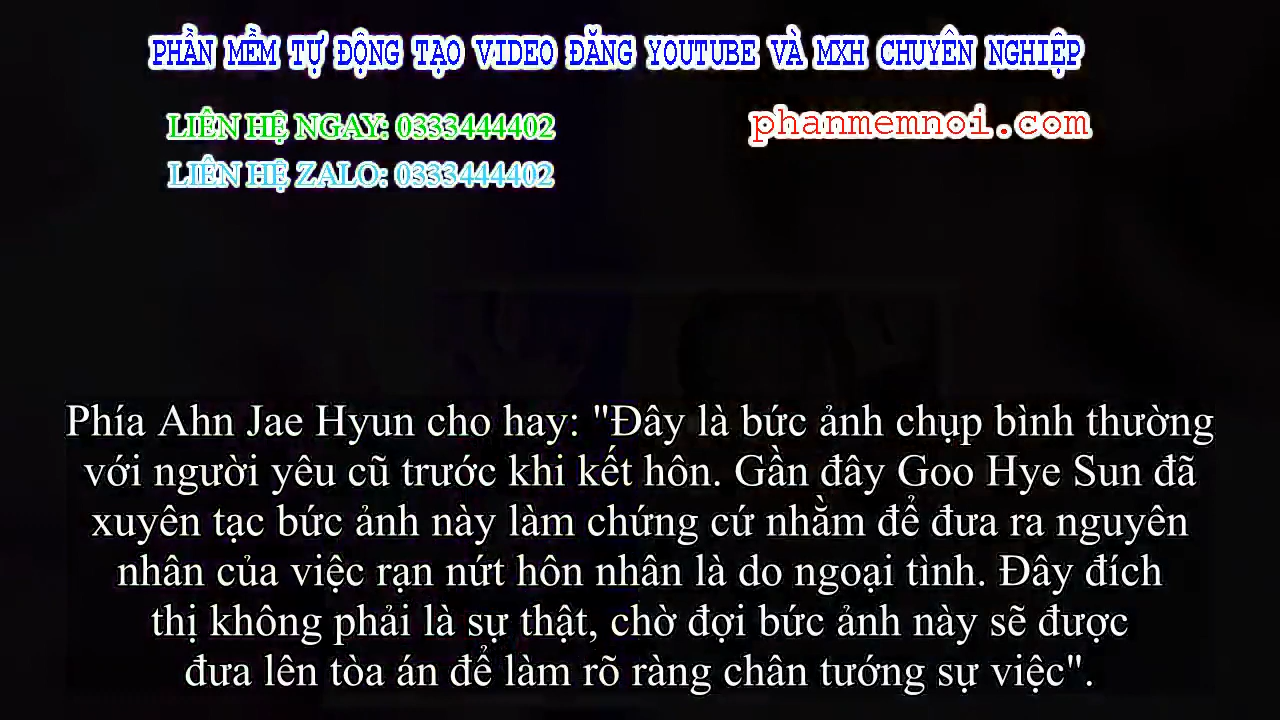 PHẦN MỀM TỰ ĐỘNG TẠO VIDEO ĐĂNG YOUTUBE VÀ MXH CHUYÊN NGHIỆP
LIÊN HỆ NGAY: 0333444402
phanmemnoi.com
LIÊN HỆ ZALO: 0333444402
Phía Ahn Jae Hyun cho hay: "Đây là bức ảnh chụp bình thường
với người yêu cũ trước khi kết hôn. Gần đây Goo Hye Sun đã
xuyên tạc bức ảnh này làm chứng cứ nhằm để đưa ra nguyên
nhân của việc rạn nứt hôn nhân là do ngoại tình. Đây đích
thị không phải là sự thật, chờ đợi bức ảnh này sẽ được
đưa lên tòa án để làm rõ ràng chân tướng sự việc".